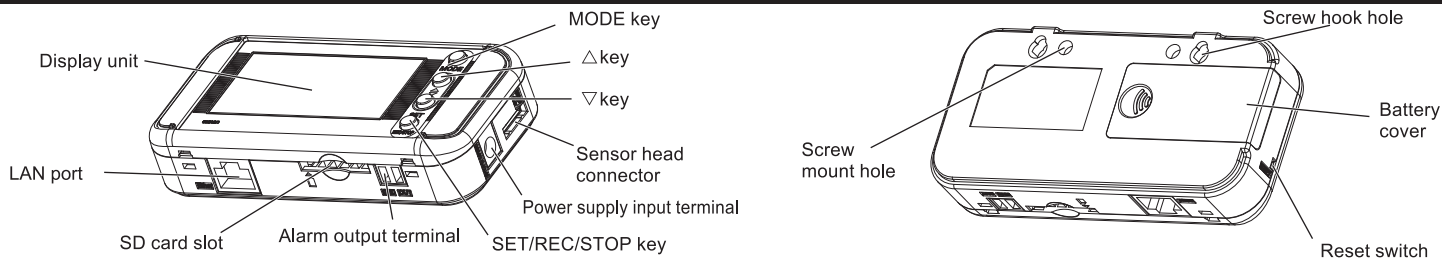 MODE key
△key
▽key
Display unit
LAN port
SD card slot
Alarm output terminal
SET/REC/STOP key
Power supply input terminal
Sensor head
connector
MODE
Screw hook hole
Battery
cover
Screw
mount hole
Reset switch